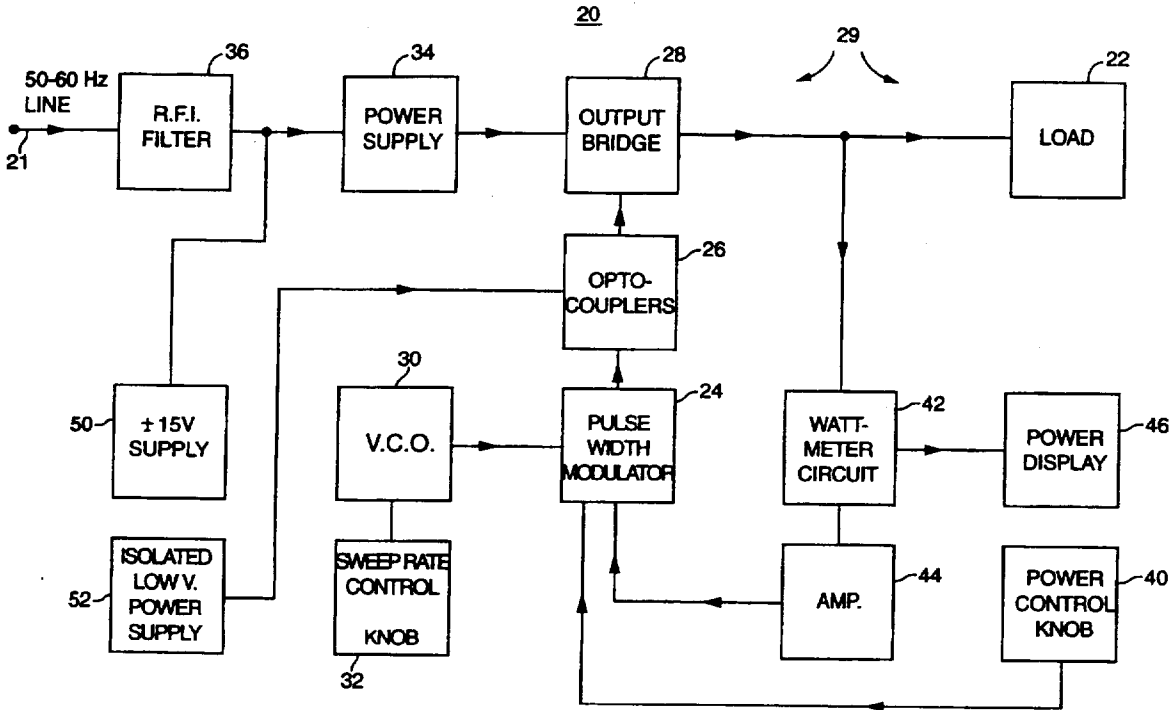 20
50-60 Hz
LINE
21
36
R.F.I.
FILTER
34
POWER
SUPPLY
28
OUTPUT
BRIDGE
29
22
LOAD
26
OPTO-
COUPLERS
50
±15V
SUPPLY
30
V.C.O.
24
PULSE
WIDTH
MODULATOR
42
WATT-
METER
CIRCUIT
46
POWER
DISPLAY
52
ISOLATED
LOW V.
POWER
SUPPLY
SWEEP RATE
CONTROL
KNOB
32
44
AMP.
40
POWER
CONTROL
KNOB